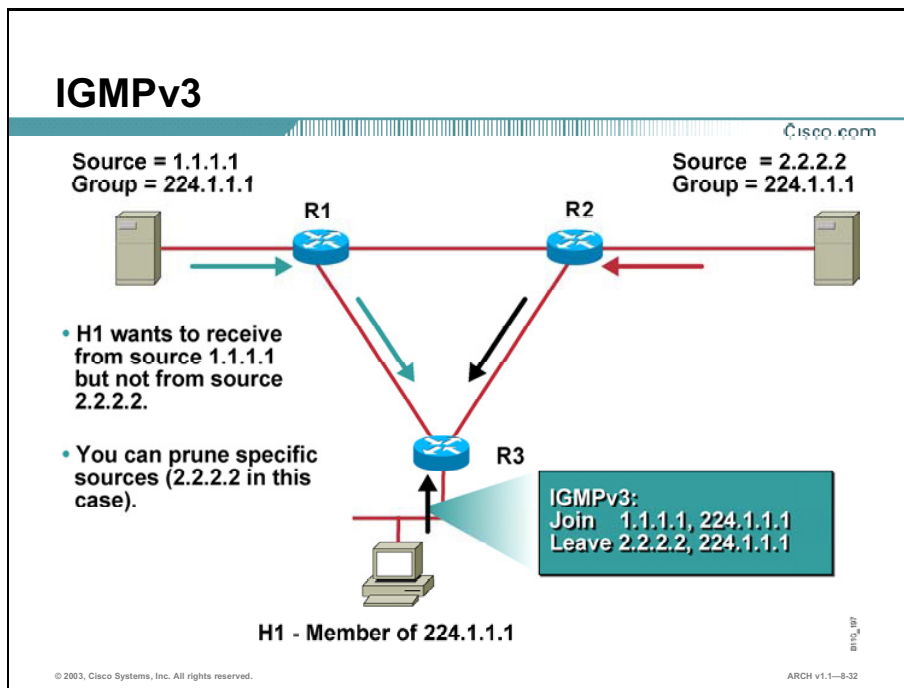 IGMPv3
Cisco.com
Source = 1.1.1.1
Group = 224.1.1.1
Source = 2.2.2.2
Group = 224.1.1.1
R1
R2
• H1 wants to receive
from source 1.1.1.1
but not from source
2.2.2.2.
• You can prune specific
sources (2.2.2.2 in this
case).
R3
IGMPv3:
Join 1.1.1.1, 224.1.1.1
Leave 2.2.2.2, 224.1.1.1
H1 - Member of 224.1.1.1
B11G_197
© 2003, Cisco Systems, Inc. All rights reserved.
ARCH v1.1—8-32